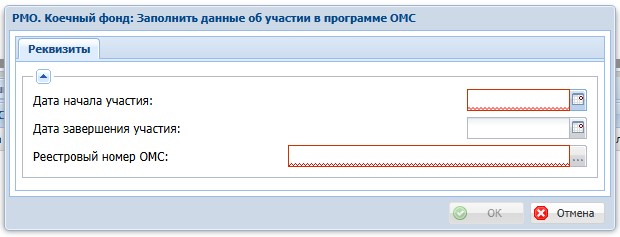 РМО. Коечный фонд: Заполнить данные об участии в программе ОМС
Реквизиты
Дата начала участия:
Дата завершения участия:
Реестровый номер ОМС:
...
ОК
Отмена